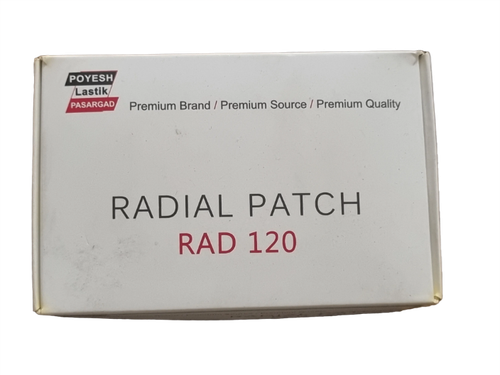 POYESH
Lastik
PASARGAD
Premium Brand / Premium Source / Premium Quality
RADIAL PATCH
RAD 120